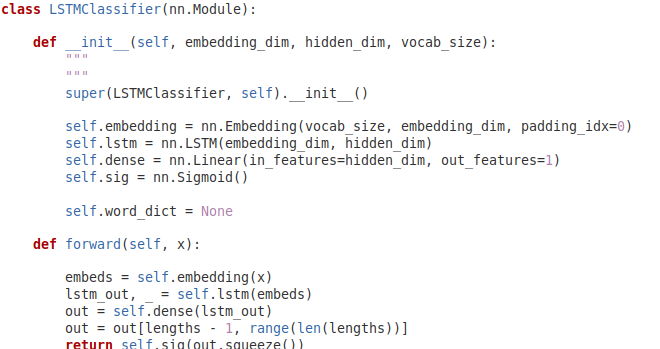 class LSTMClassifier(nn.Module):
def __init__(self, embedding_dim, hidden_dim, vocab_size):
"""
"""
super(LSTMClassifier, self).__init__()
self.embedding = nn.Embedding(vocab_size, embedding_dim, padding_idx=0)
self.lstm = nn.LSTM(embedding_dim, hidden_dim)
self.dense = nn.Linear(in_features=hidden_dim, out_features=1)
self.sig = nn.Sigmoid()
self.word_dict = None
def forward(self, x):
embeds = self.embedding(x)
lstm_out, _ = self.lstm(embeds)
out = self.dense(lstm_out)
out = out[lengths - 1, range(len(lengths))]
return self.sig(out.squeeze())